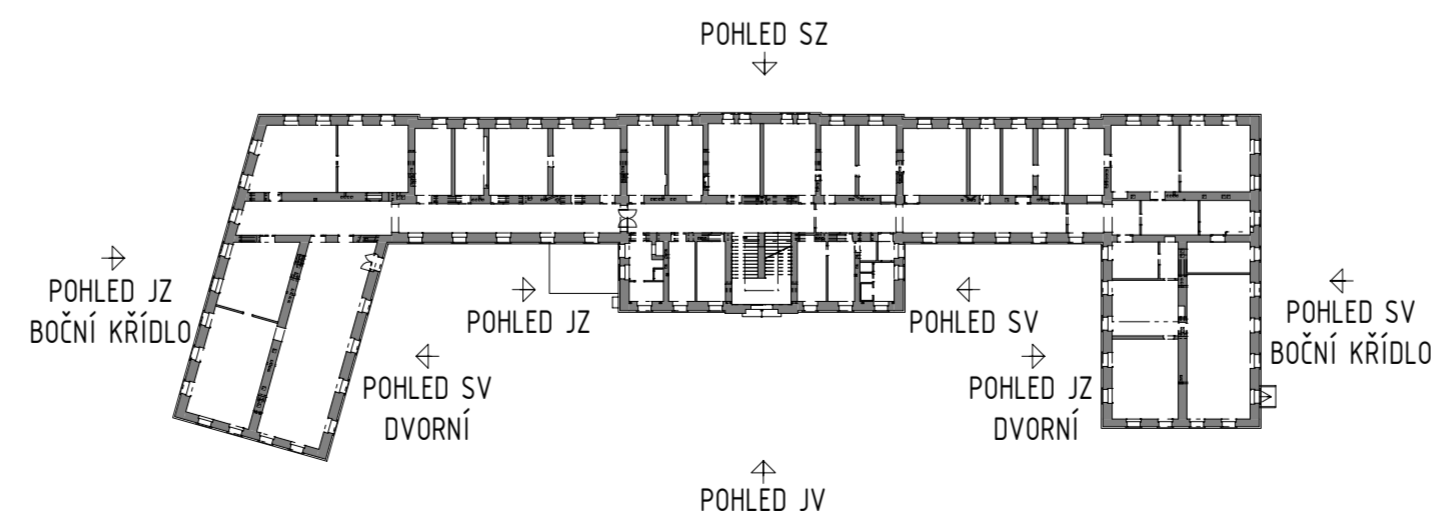 POHLED SZ
POHLED JZ
BOČNÍ KŘÍDLO
POHLED JZ
POHLED SV
DVORNÍ
POHLED SV
POHLED JZ
DVORNÍ
POHLED SV
BOČNÍ KŘÍDLO
POHLED JV